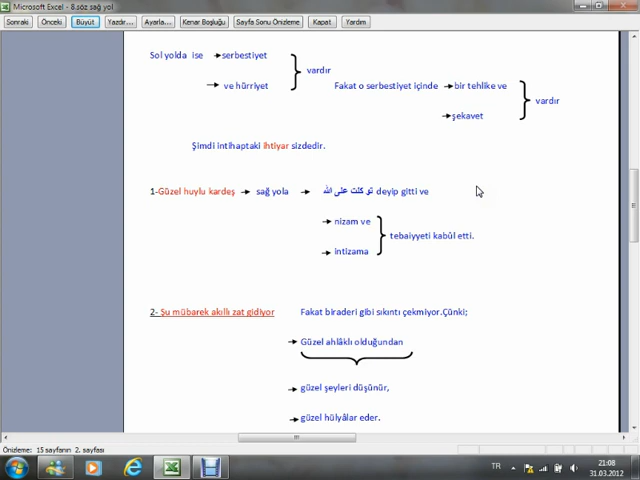 Microsoft Excel - 8.söz sağ yol
Sonraki Önceki Büyüt Yazdır... Ayarla... Kenar Boşluğu Sayfa Sonu Önizleme Kapat Yardım
Sol yolda ise serbestiyet
vardır
ve hürriyet Fakat o serbestiyet içinde bir tehlike ve
vardır
şekavet
Şimdi intihaptaki ihtiyar sizdedir.
1-Güzel huylu kardeş sağ yola تو كلت على الله deyip gitti ve
nizam ve
tebaiyyeti kabûl etti.
intizama
2- Şu mübarek akıllı zat gidiyor Fakat biraderi gibi sıkıntı çekmiyor.Çünki;
Güzel ahlâklı olduğundan
güzel şeyleri düşünür,
güzel hülyâlar eder.
Önizleme: 15 sayfanın 2. sayfası
TR 21:08
31.03.2012